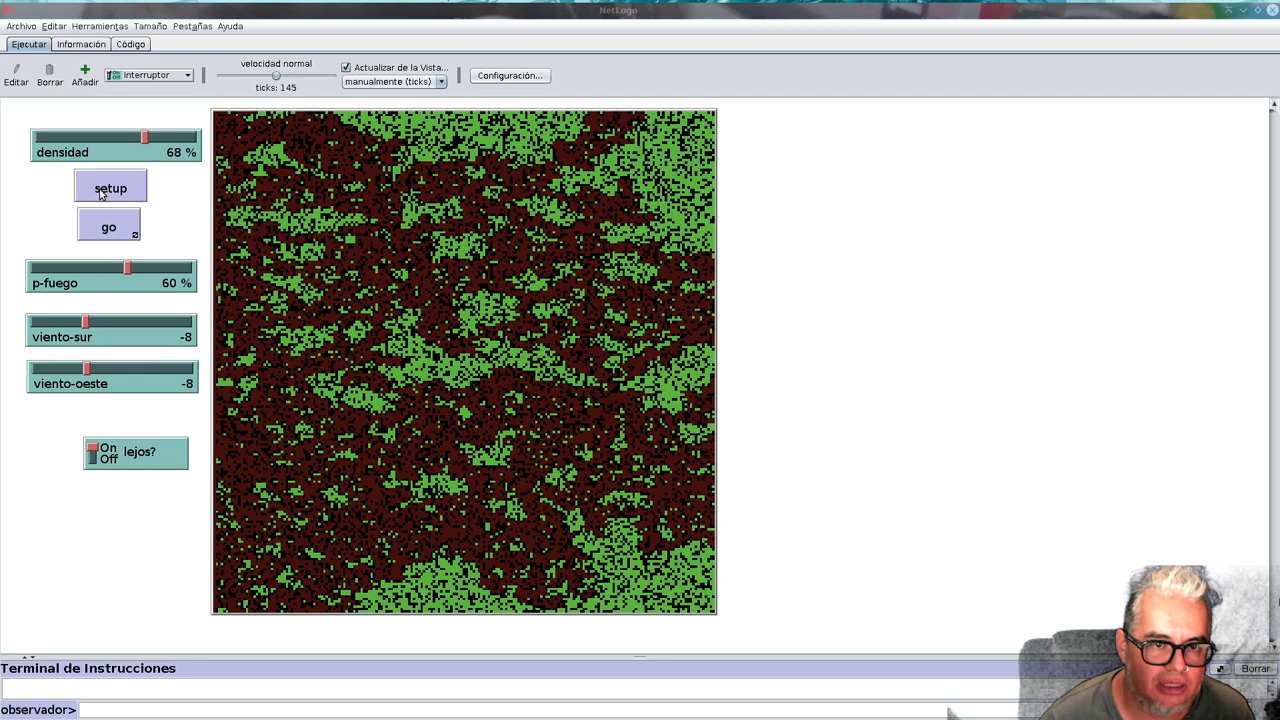 NetLogo
Archivo Editar Herramientas Tamaño Pestañas Ayuda
Ejecutar Información Código
Editar Borrar Añadir
On Off Interruptor
velocidad normal
ticks: 145
Actualizar de la Vista...
manualmente (ticks)
Configuración...
densidad 68 %
setup
go
p-fuego 60 %
viento-sur -8
viento-oeste -8
On
Off
lejos?
Terminal de Instrucciones
Borrar
observador>